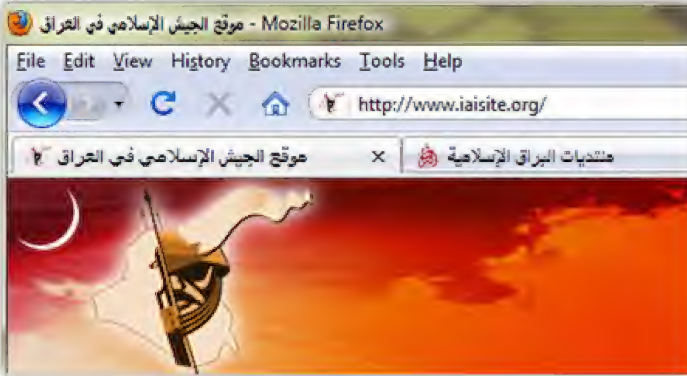 موقع الجيش الإسلامي في العراق - Mozilla Firefox
File Edit View History Bookmarks Tools Help
http://www.iaisite.org/
موقع الجيش الإسلامي في العراق × منتديات البراق الإسلامية